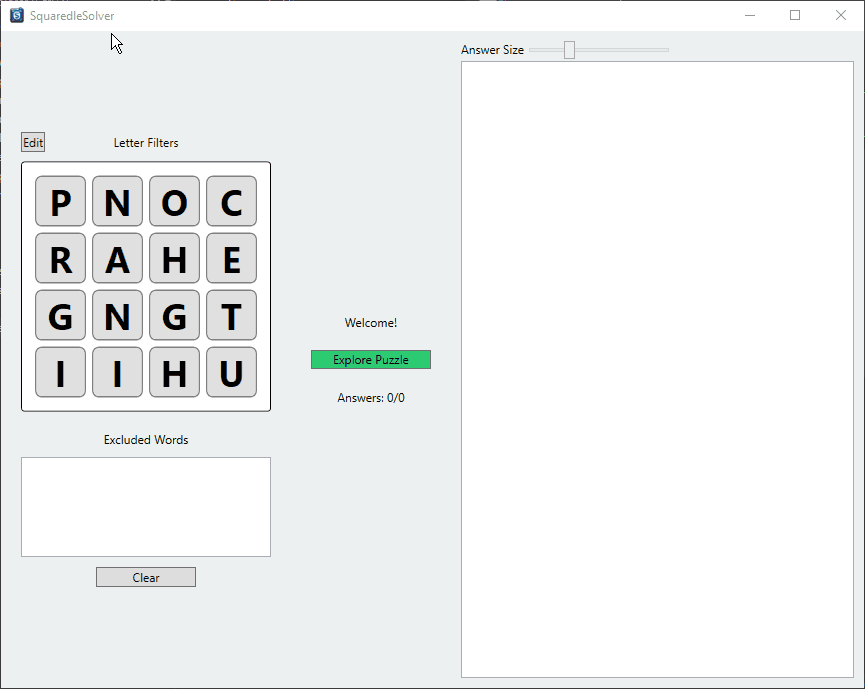 SquaredleSolver
Answer Size
Edit
Letter Filters
P N O C
R A H E
G N G T
I I H U
Welcome!
Explore Puzzle
Answers: 0/0
Excluded Words
Clear